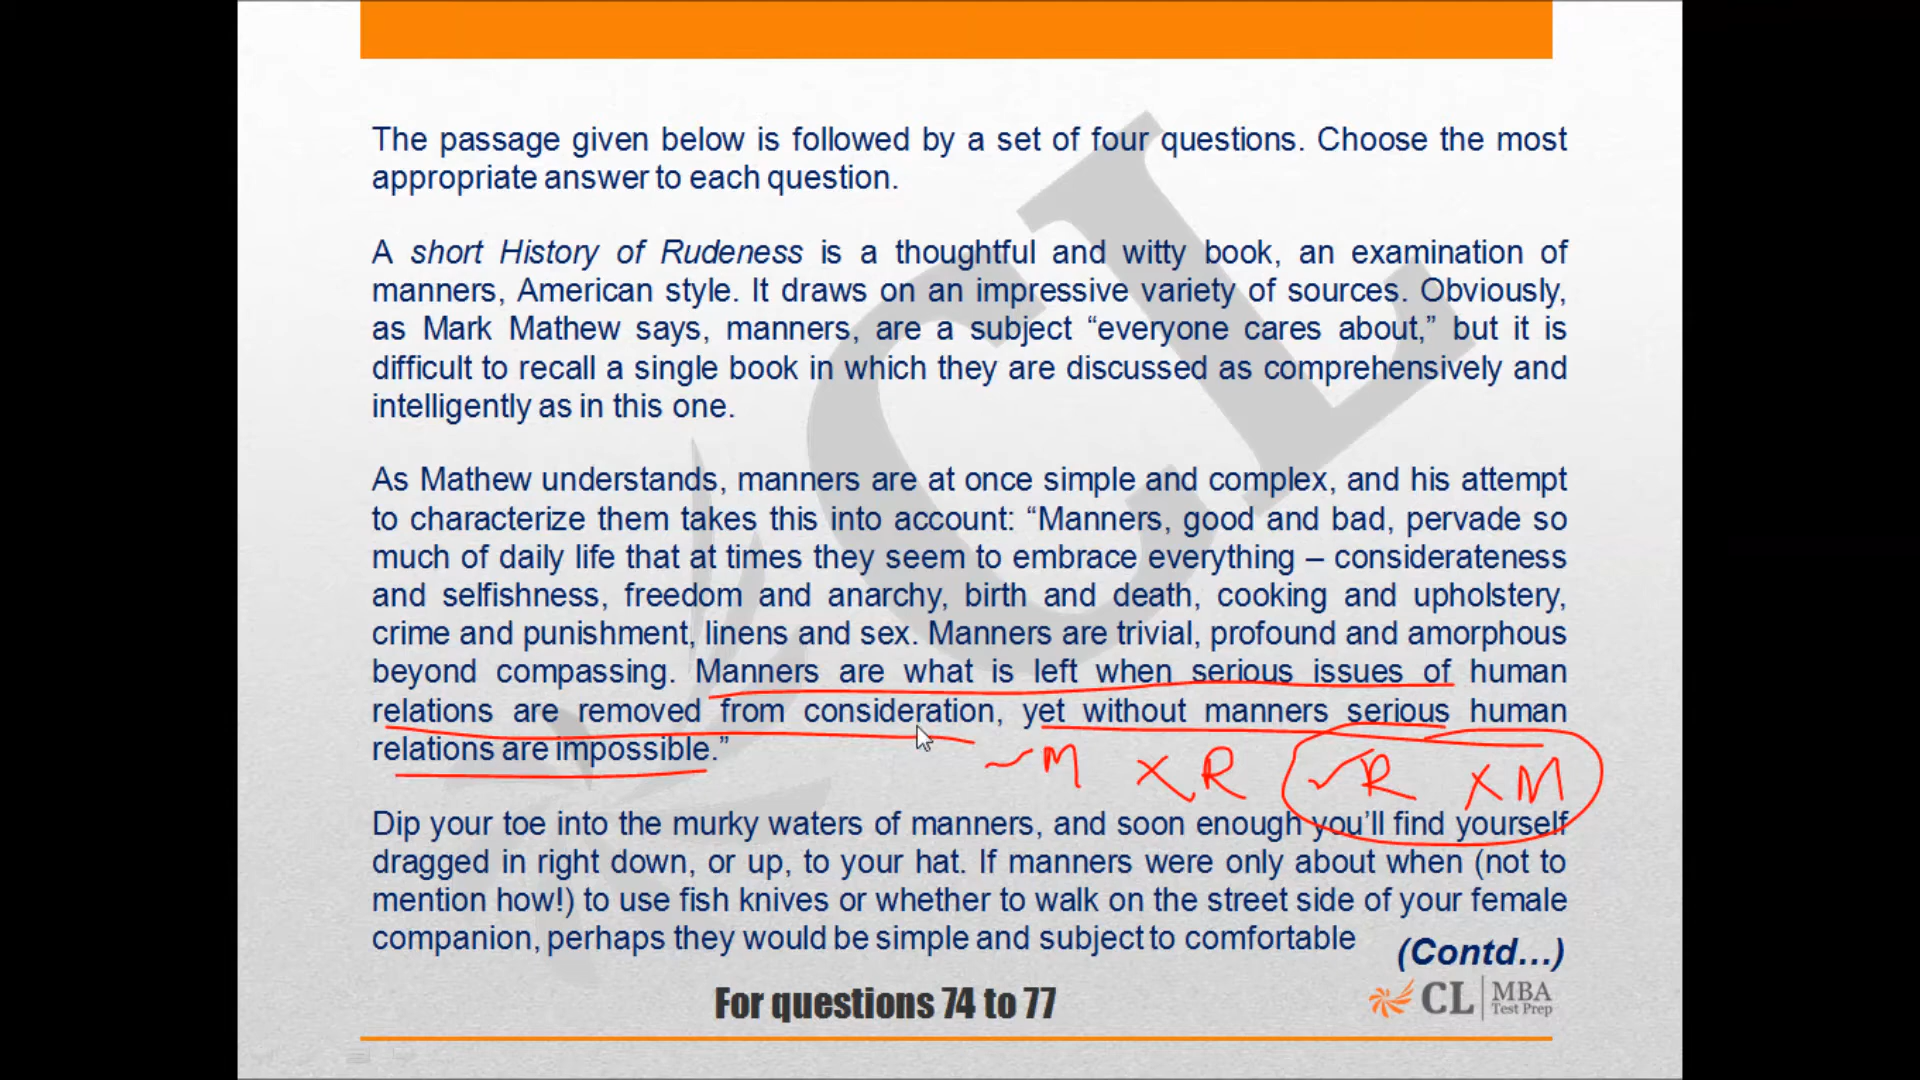 The passage given below is followed by a set of four questions. Choose the most
appropriate answer to each question.
A short History of Rudeness is a thoughtful and witty book, an examination of
manners, American style. It draws on an impressive variety of sources. Obviously,
as Mark Mathew says, manners, are a subject “everyone cares about,” but it is
difficult to recall a single book in which they are discussed as comprehensively and
intelligently as in this one.
As Mathew understands, manners are at once simple and complex, and his attempt
to characterize them takes this into account: “Manners, good and bad, pervade so
much of daily life that at times they seem to embrace everything – considerateness
and selfishness, freedom and anarchy, birth and death, cooking and upholstery,
crime and punishment, linens and sex. Manners are trivial, profound and amorphous
beyond compassing. Manners are what is left when serious issues of human
relations are removed from consideration, yet without manners serious human
relations are impossible.”
✓M ×R ✓R ×M
Dip your toe into the murky waters of manners, and soon enough you’ll find yourself
dragged in right down, or up, to your hat. If manners were only about when (not to
mention how!) to use fish knives or whether to walk on the street side of your female
companion, perhaps they would be simple and subject to comfortable
(Contd...)
For questions 74 to 77
CL MBA
Test Prep
CL